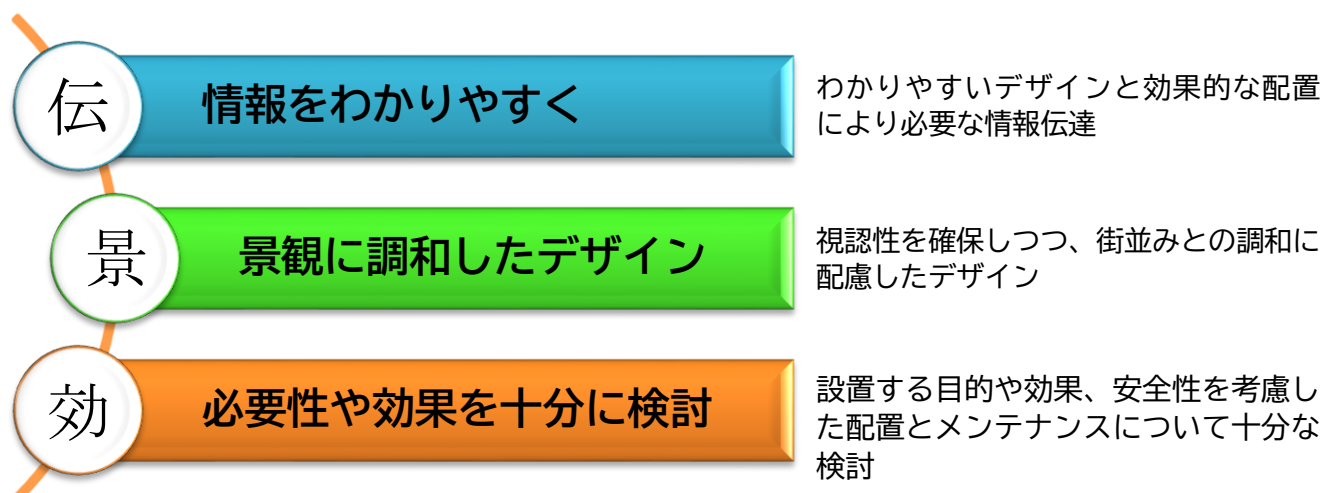 伝
情報をわかりやすく
わかりやすいデザインと効果的な配置
により必要な情報伝達
景
景観に調和したデザイン
視認性を確保しつつ、街並みとの調和に
配慮したデザイン
効
必要性や効果を十分に検討
設置する目的や効果、安全性を考慮し
た配置とメンテナンスについて十分な
検討